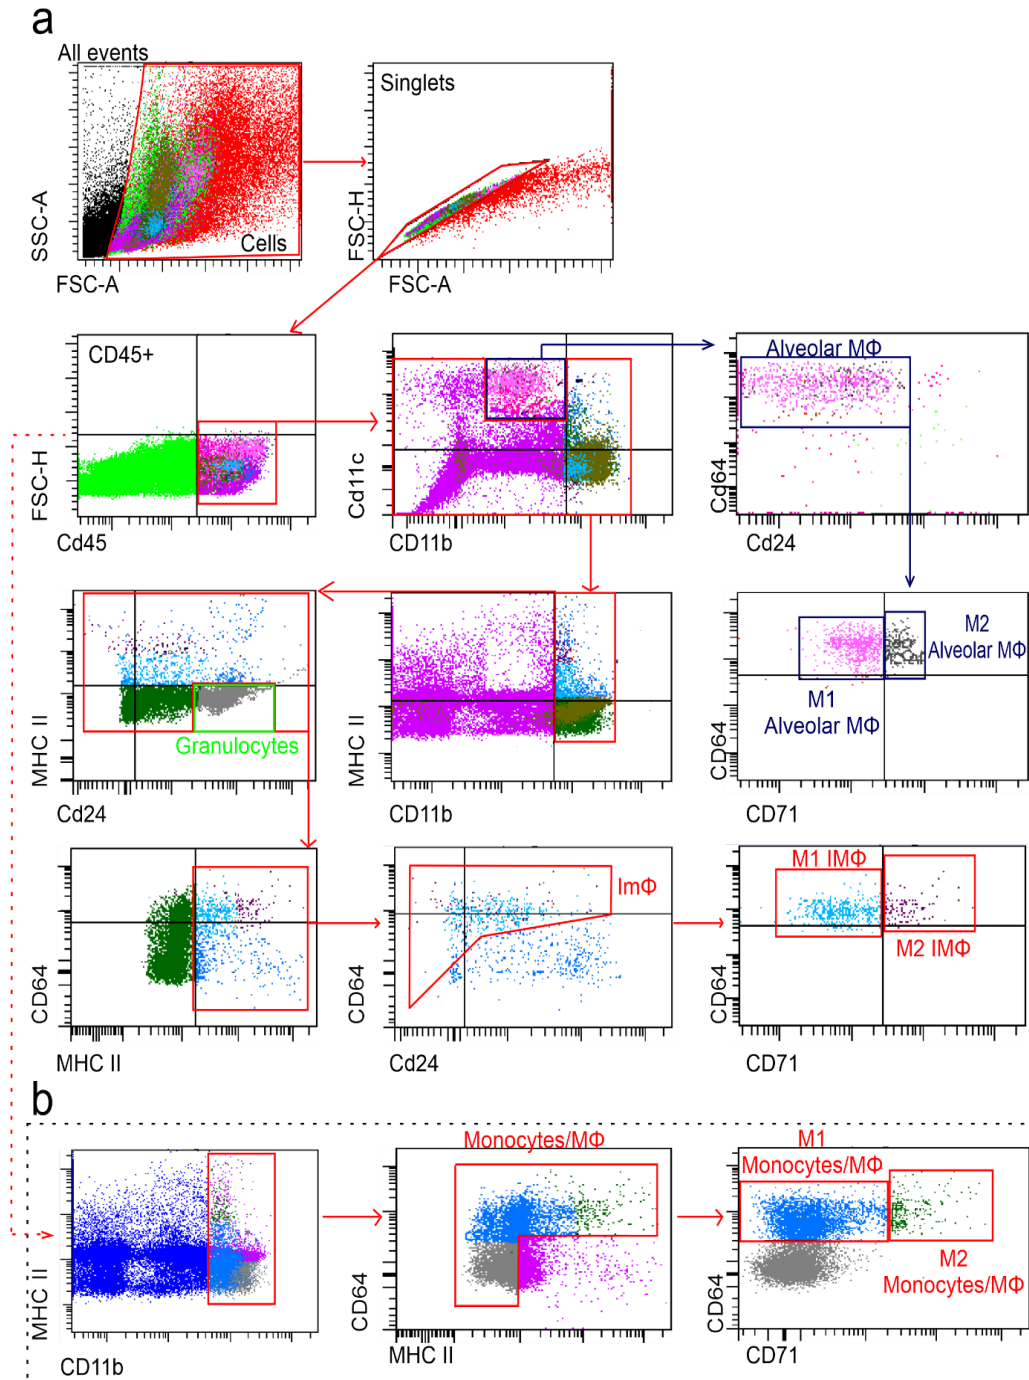 a
All events
SSC-A
Cells
FSC-A
Singlets
FSC-H
FSC-A
CD45+
FSC-H
Cd45
Cd11c
CD11b
Alveolar MΦ
Cd64
Cd24
MHC II
Granulocytes
Cd24
MHC II
CD11b
M2
Alveolar MΦ
M1
Alveolar MΦ
CD64
CD71
CD64
MHC II
ImΦ
CD64
Cd24
M1 IMΦ
M2 IMΦ
CD64
CD71
b
MHC II
CD11b
Monocytes/MΦ
CD64
MHC II
M1
Monocytes/MΦ
M2
Monocytes/MΦ
CD64
CD71